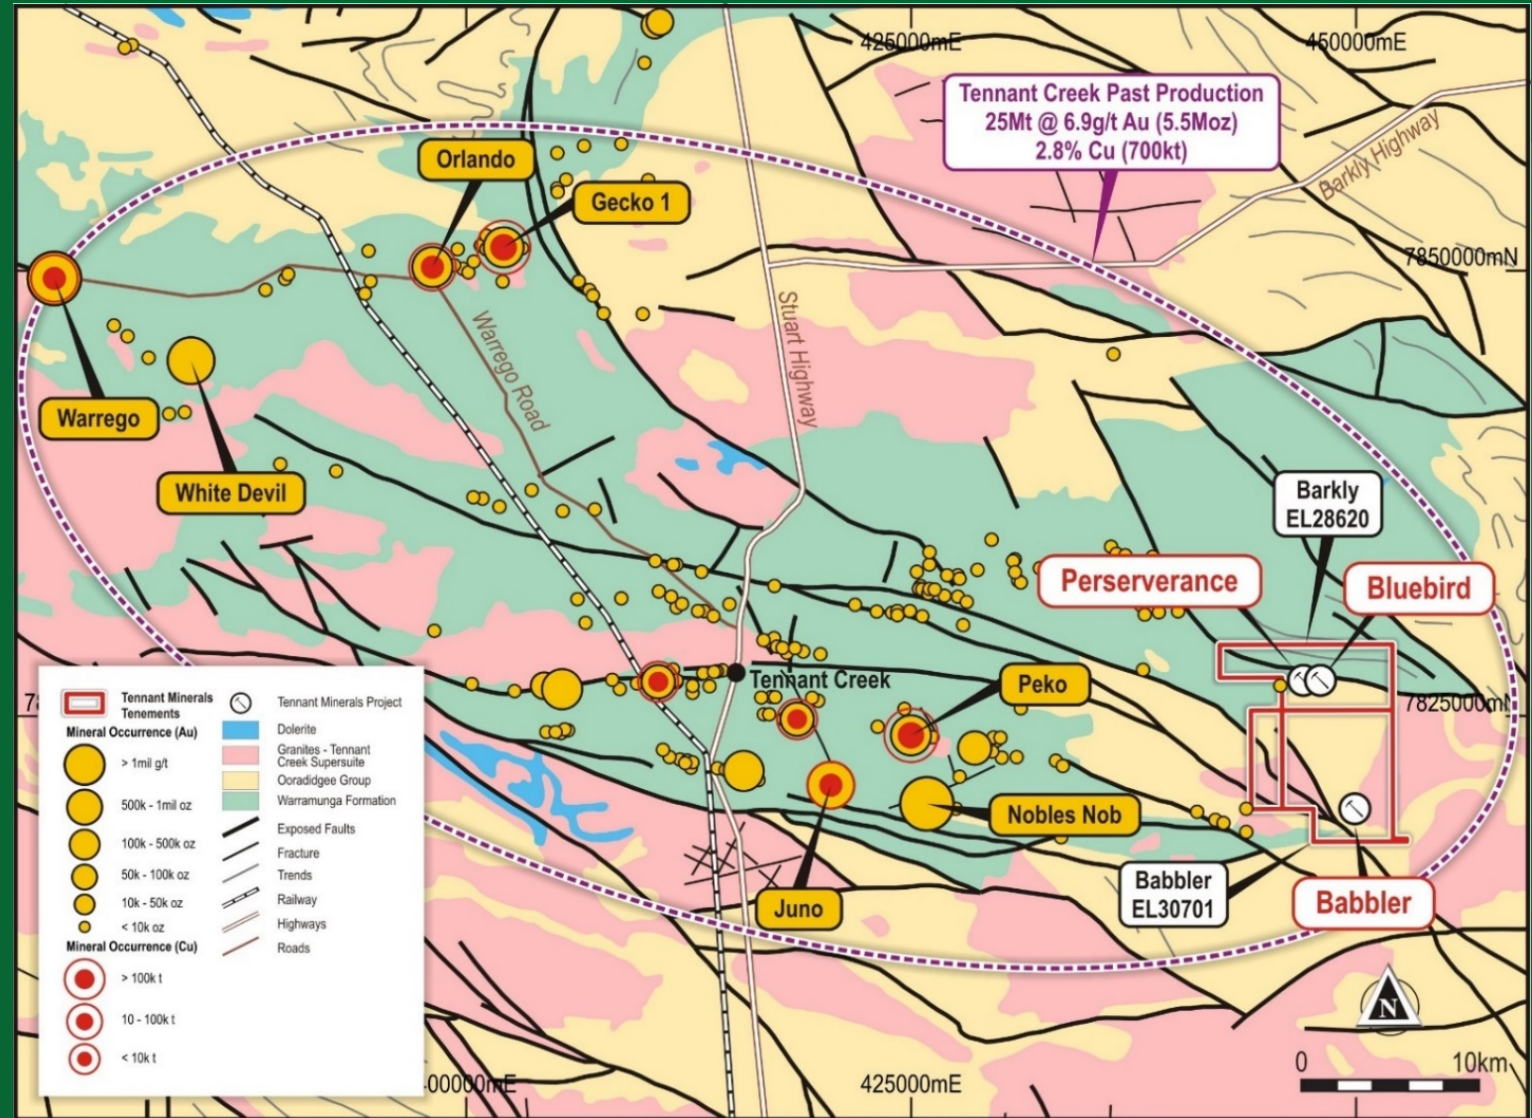 425000mE
450000mE
Tennant Creek Past Production
25Mt @ 6.9g/t Au (5.5Moz)
2.8% Cu (700kt)
Barkly Highway
Orlando
Gecko 1
7850000mN
Stuart Highway
Warrego Road
Warrego
White Devil
Barkly
EL28620
Perserverance
Bluebird
Tennant Creek
Peko
7825000mN
78
Nobles Nob
Juno
Babbler
EL30701
Babbler
Tennant Minerals
Tenements
Mineral Occurrence (Au)
> 1mil g/t
500k - 1mil oz
100k - 500k oz
50k - 100k oz
10k - 50k oz
< 10k oz
Mineral Occurrence (Cu)
> 100k t
10 - 100k t
< 10k t
Tennant Minerals Project
Dolerite
Granites - Tennant
Creek Supersuite
Ooradidgee Group
Warramunga Formation
Exposed Faults
Fracture
Trends
Railway
Highways
Roads
00000mE
425000mE
N
0 10km